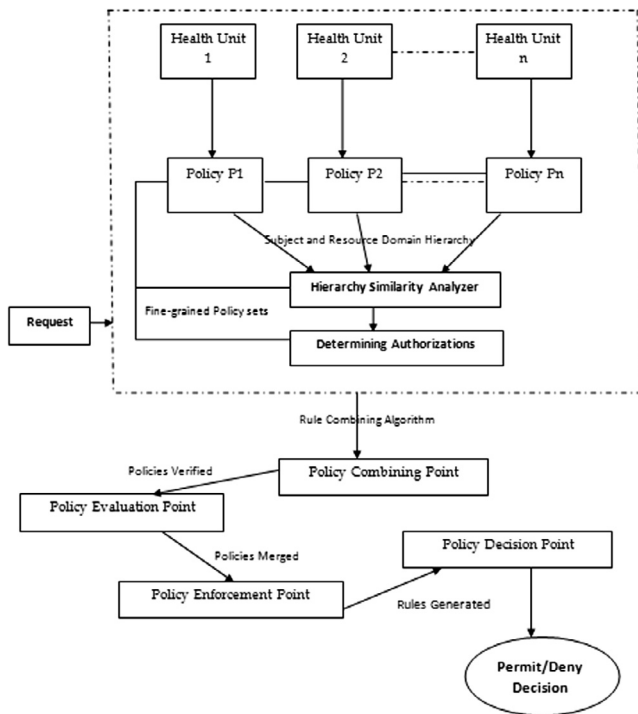 Health Unit
1
Health Unit
2
Health Unit
n
Policy P1
Policy P2
Policy Pn
Subject and Resource Domain Hierarchy
Hierarchy Similarity Analyzer
Fine-grained Policy sets
Request
Determining Authorizations
Rule Combining Algorithm
Policies Verified
Policy Combining Point
Policy Evaluation Point
Policies Merged
Policy Decision Point
Policy Enforcement Point
Rules Generated
Permit/Deny
Decision